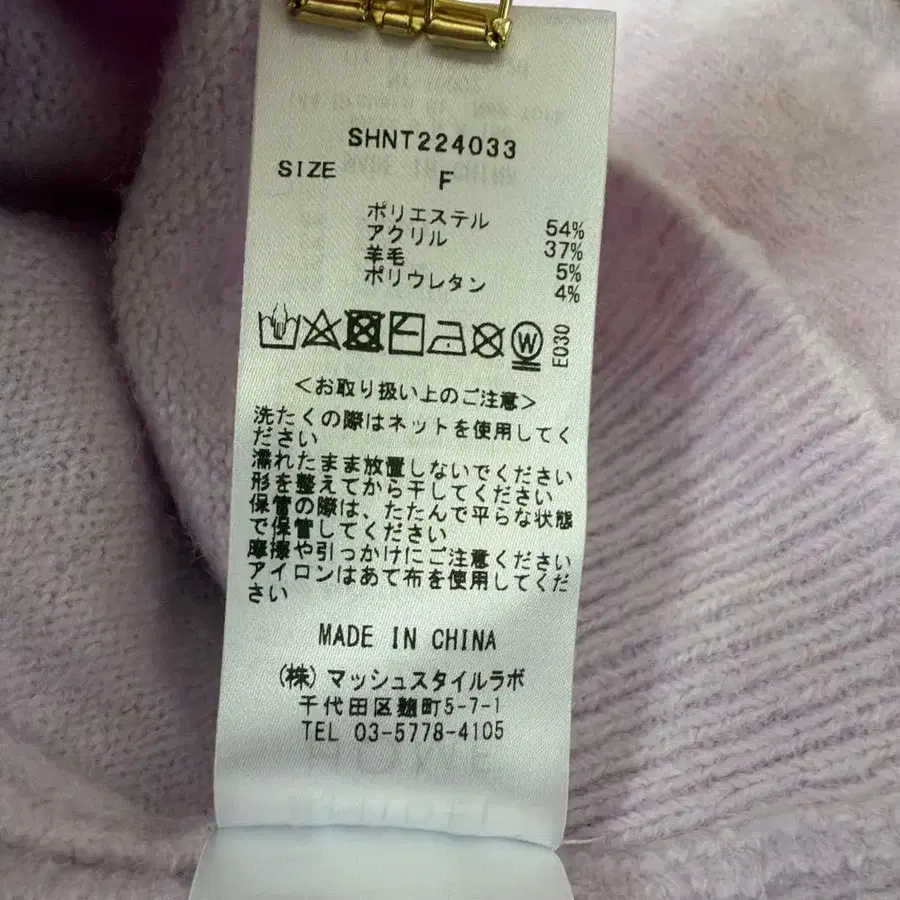 SHNT224033
SIZE F
ポリエステル 54%
アクリル 37%
羊毛 5%
ポリウレタン 4%
W E030
<お取り扱い上のご注意>
洗たくの際はネットを使用してく
ださい
濡れたまま放置しないでください
形を整えてから干してください
保管の際は、たたんで平らな状態
で保管してください
摩擦や引っかけにご注意ください
アイロンはあて布を使用してくだ
さい
MADE IN CHINA
(株)マッシュスタイルラボ
千代田区麹町5-7-1
TEL 03-5778-4105